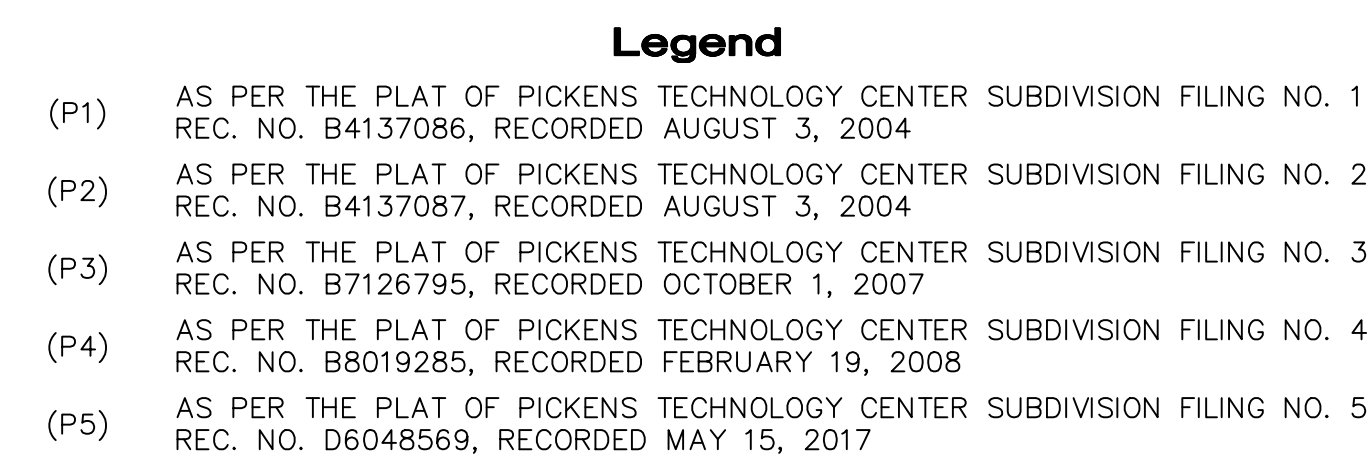 Legend
(P1) AS PER THE PLAT OF PICKENS TECHNOLOGY CENTER SUBDIVISION FILING NO. 1
REC. NO. B4137086, RECORDED AUGUST 3, 2004
(P2) AS PER THE PLAT OF PICKENS TECHNOLOGY CENTER SUBDIVISION FILING NO. 2
REC. NO. B4137087, RECORDED AUGUST 3, 2004
(P3) AS PER THE PLAT OF PICKENS TECHNOLOGY CENTER SUBDIVISION FILING NO. 3
REC. NO. B7126795, RECORDED OCTOBER 1, 2007
(P4) AS PER THE PLAT OF PICKENS TECHNOLOGY CENTER SUBDIVISION FILING NO. 4
REC. NO. B8019285, RECORDED FEBRUARY 19, 2008
(P5) AS PER THE PLAT OF PICKENS TECHNOLOGY CENTER SUBDIVISION FILING NO. 5
REC. NO. D6048569, RECORDED MAY 15, 2017